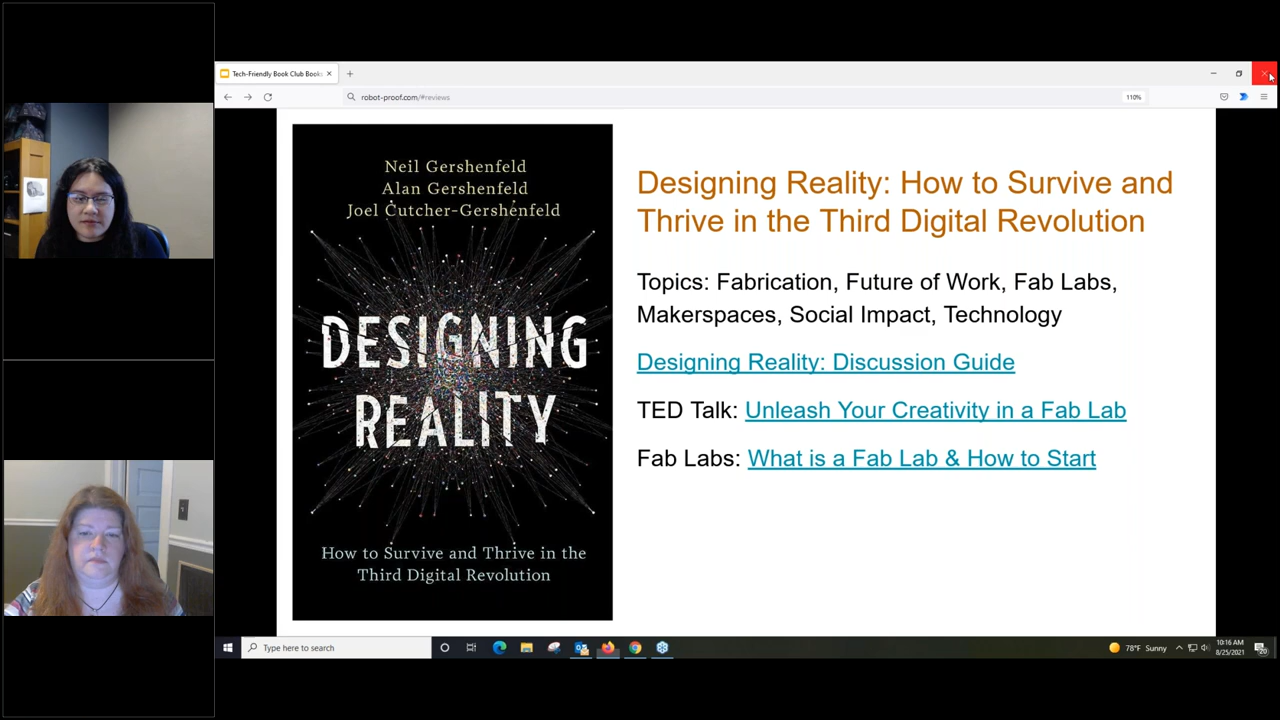 Tech-Friendly Book Club Books
robot-proof.com/#reviews
110%
Neil Gershenfeld
Alan Gershenfeld
Joel Cutcher-Gershenfeld
DESIGNING
REALITY
How to Survive and Thrive in the
Third Digital Revolution
Designing Reality: How to Survive and
Thrive in the Third Digital Revolution
Topics: Fabrication, Future of Work, Fab Labs,
Makerspaces, Social Impact, Technology
Designing Reality: Discussion Guide
TED Talk: Unleash Your Creativity in a Fab Lab
Fab Labs: What is a Fab Lab & How to Start
Type here to search
78°F Sunny
10:16 AM
8/25/2021
20